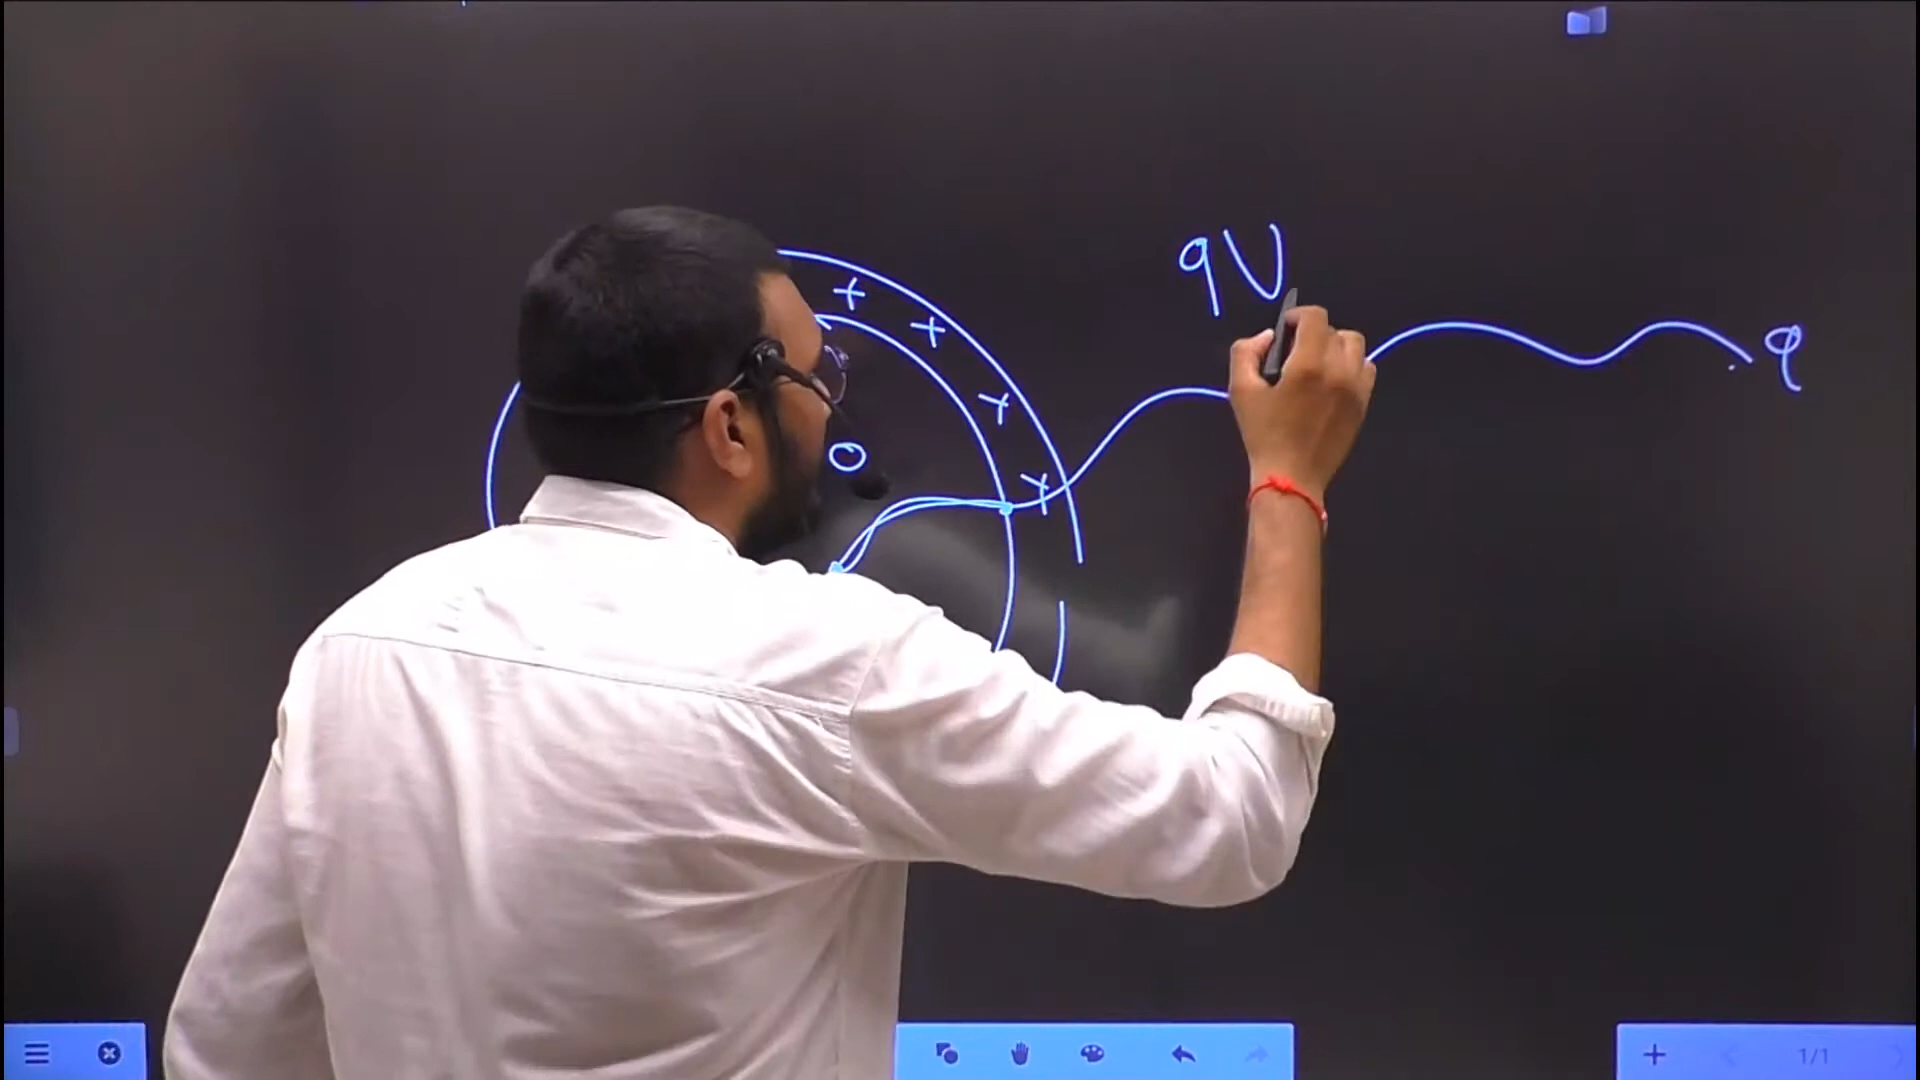 qV
q
+
+
+
+
O
1/1